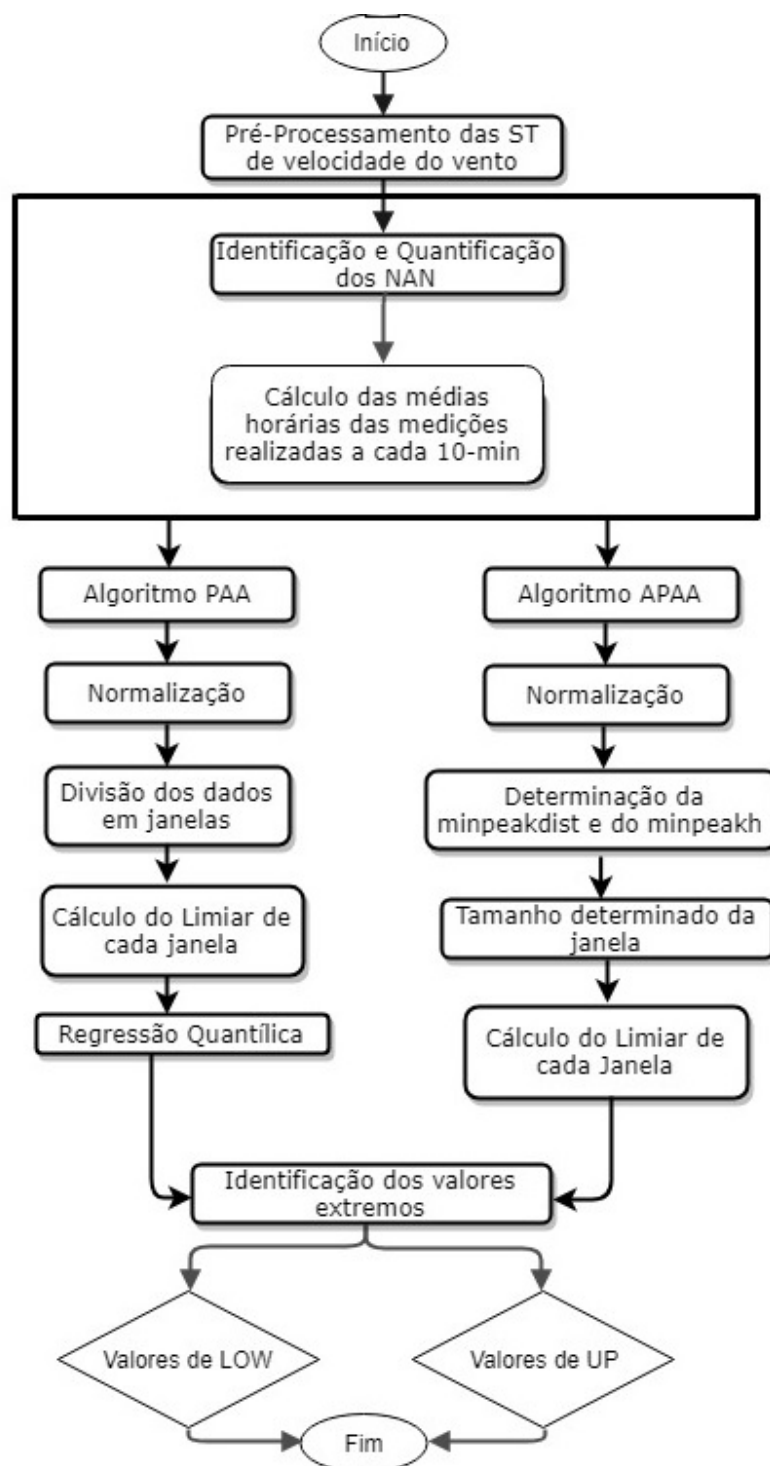 Início
Pré-Processamento das ST
de velocidade do vento
Identificação e Quantificação
dos NAN
Cálculo das médias
horárias das medições
realizadas a cada 10-min
Algoritmo PAA
Normalização
Divisão dos dados
em janelas
Cálculo do Limiar de
cada janela
Regressão Quantílica
Algoritmo APAA
Normalização
Determinação da
minpeakdist e do minpeakh
Tamanho determinado da
janela
Cálculo do Limiar de
cada Janela
Identificação dos valores
extremos
Valores de LOW
Valores de UP
Fim